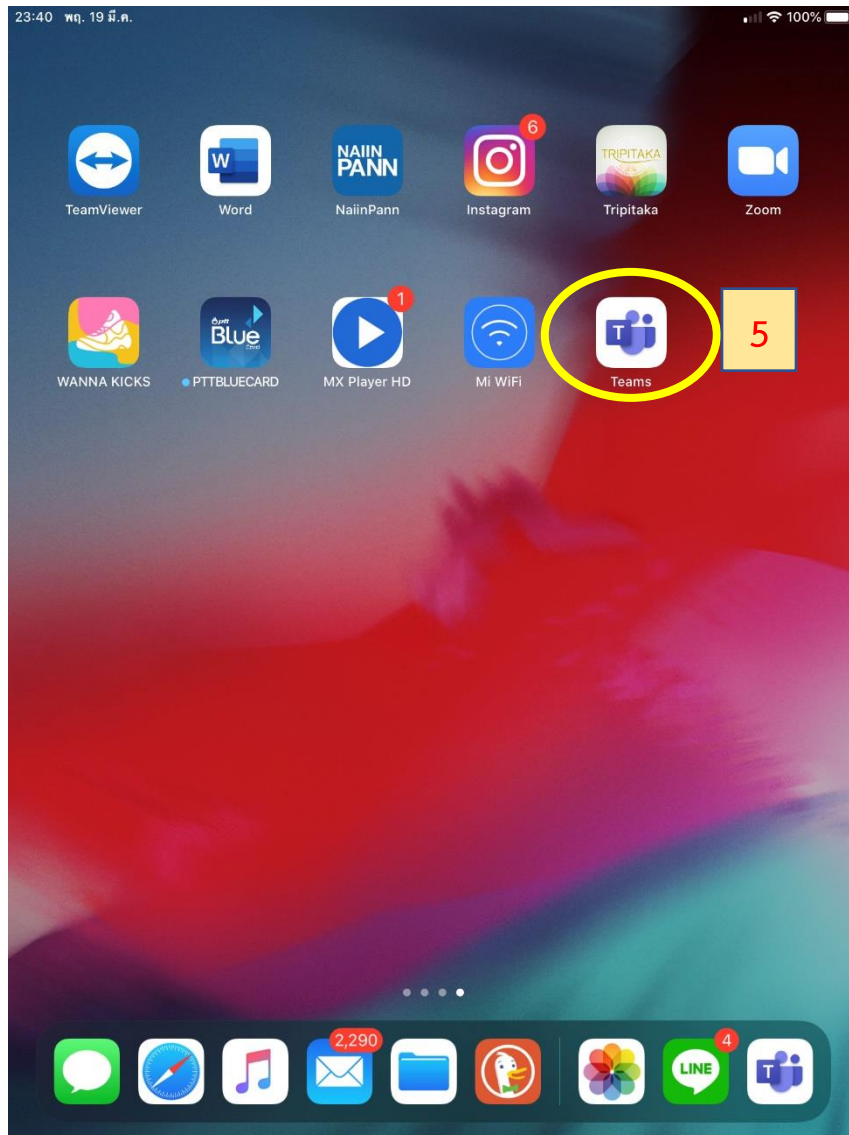 23:40 พฤ. 19 มี.ค.
100%
6
W
NAIIN
PANN
TRIPITAKA
TeamViewer Word NaiinPann Instagram Tripitaka Zoom
1
ptt
Blue
T
5
WANNA KICKS PTTBLUECARD MX Player HD Mi WiFi Teams
2,290
4
LINE
T